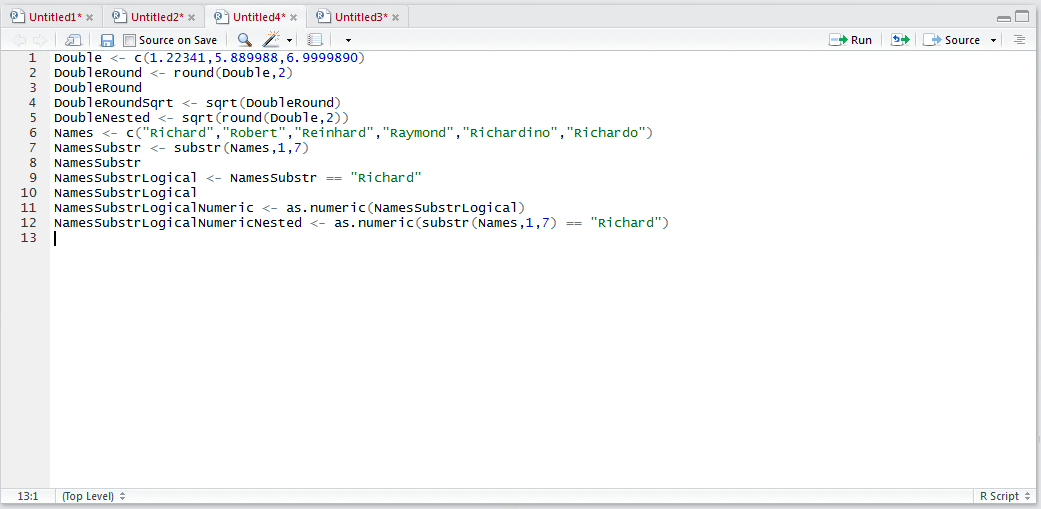 Untitled1* Untitled2* Untitled4* Untitled3*
Source on Save Run Source
1 Double <- c(1.22341,5.889988,6.9999890)
2 DoubleRound <- round(Double,2)
3 DoubleRound
4 DoubleRoundSqrt <- sqrt(DoubleRound)
5 DoubleNested <- sqrt(round(Double,2))
6 Names <- c("Richard","Robert","Reinhard","Raymond","Richardino","Richardo")
7 NamesSubstr <- substr(Names,1,7)
8 NamesSubstr
9 NamesSubstrLogical <- NamesSubstr == "Richard"
10 NamesSubstrLogical
11 NamesSubstrLogicalNumeric <- as.numeric(NamesSubstrLogical)
12 NamesSubstrLogicalNumericNested <- as.numeric(substr(Names,1,7) == "Richard")
13
13:1 (Top Level) R Script